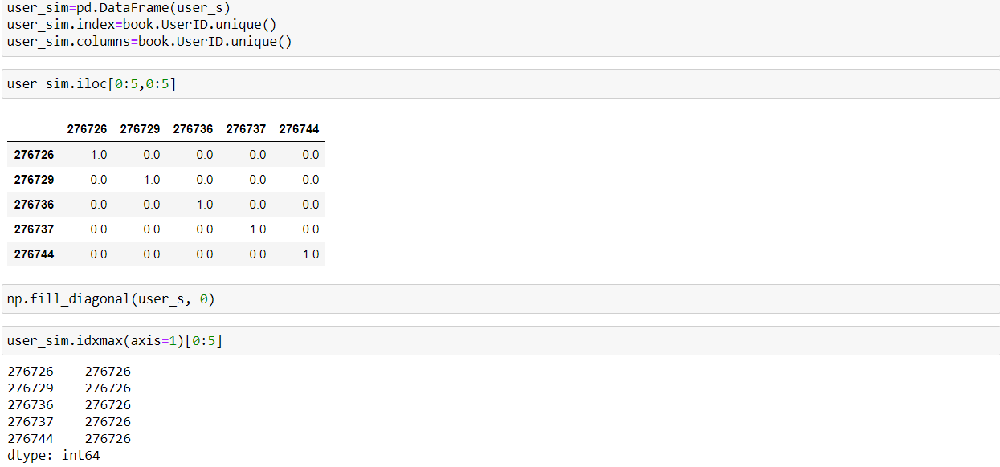 user_sim=pd.DataFrame(user_s)
user_sim.index=book.UserID.unique()
user_sim.columns=book.UserID.unique()
user_sim.iloc[0:5,0:5]
276726 276729 276736 276737 276744
276726 1.0 0.0 0.0 0.0 0.0
276729 0.0 1.0 0.0 0.0 0.0
276736 0.0 0.0 1.0 0.0 0.0
276737 0.0 0.0 0.0 1.0 0.0
276744 0.0 0.0 0.0 0.0 1.0
np.fill_diagonal(user_s, 0)
user_sim.idxmax(axis=1)[0:5]
276726 276726
276729 276726
276736 276726
276737 276726
276744 276726
dtype: int64